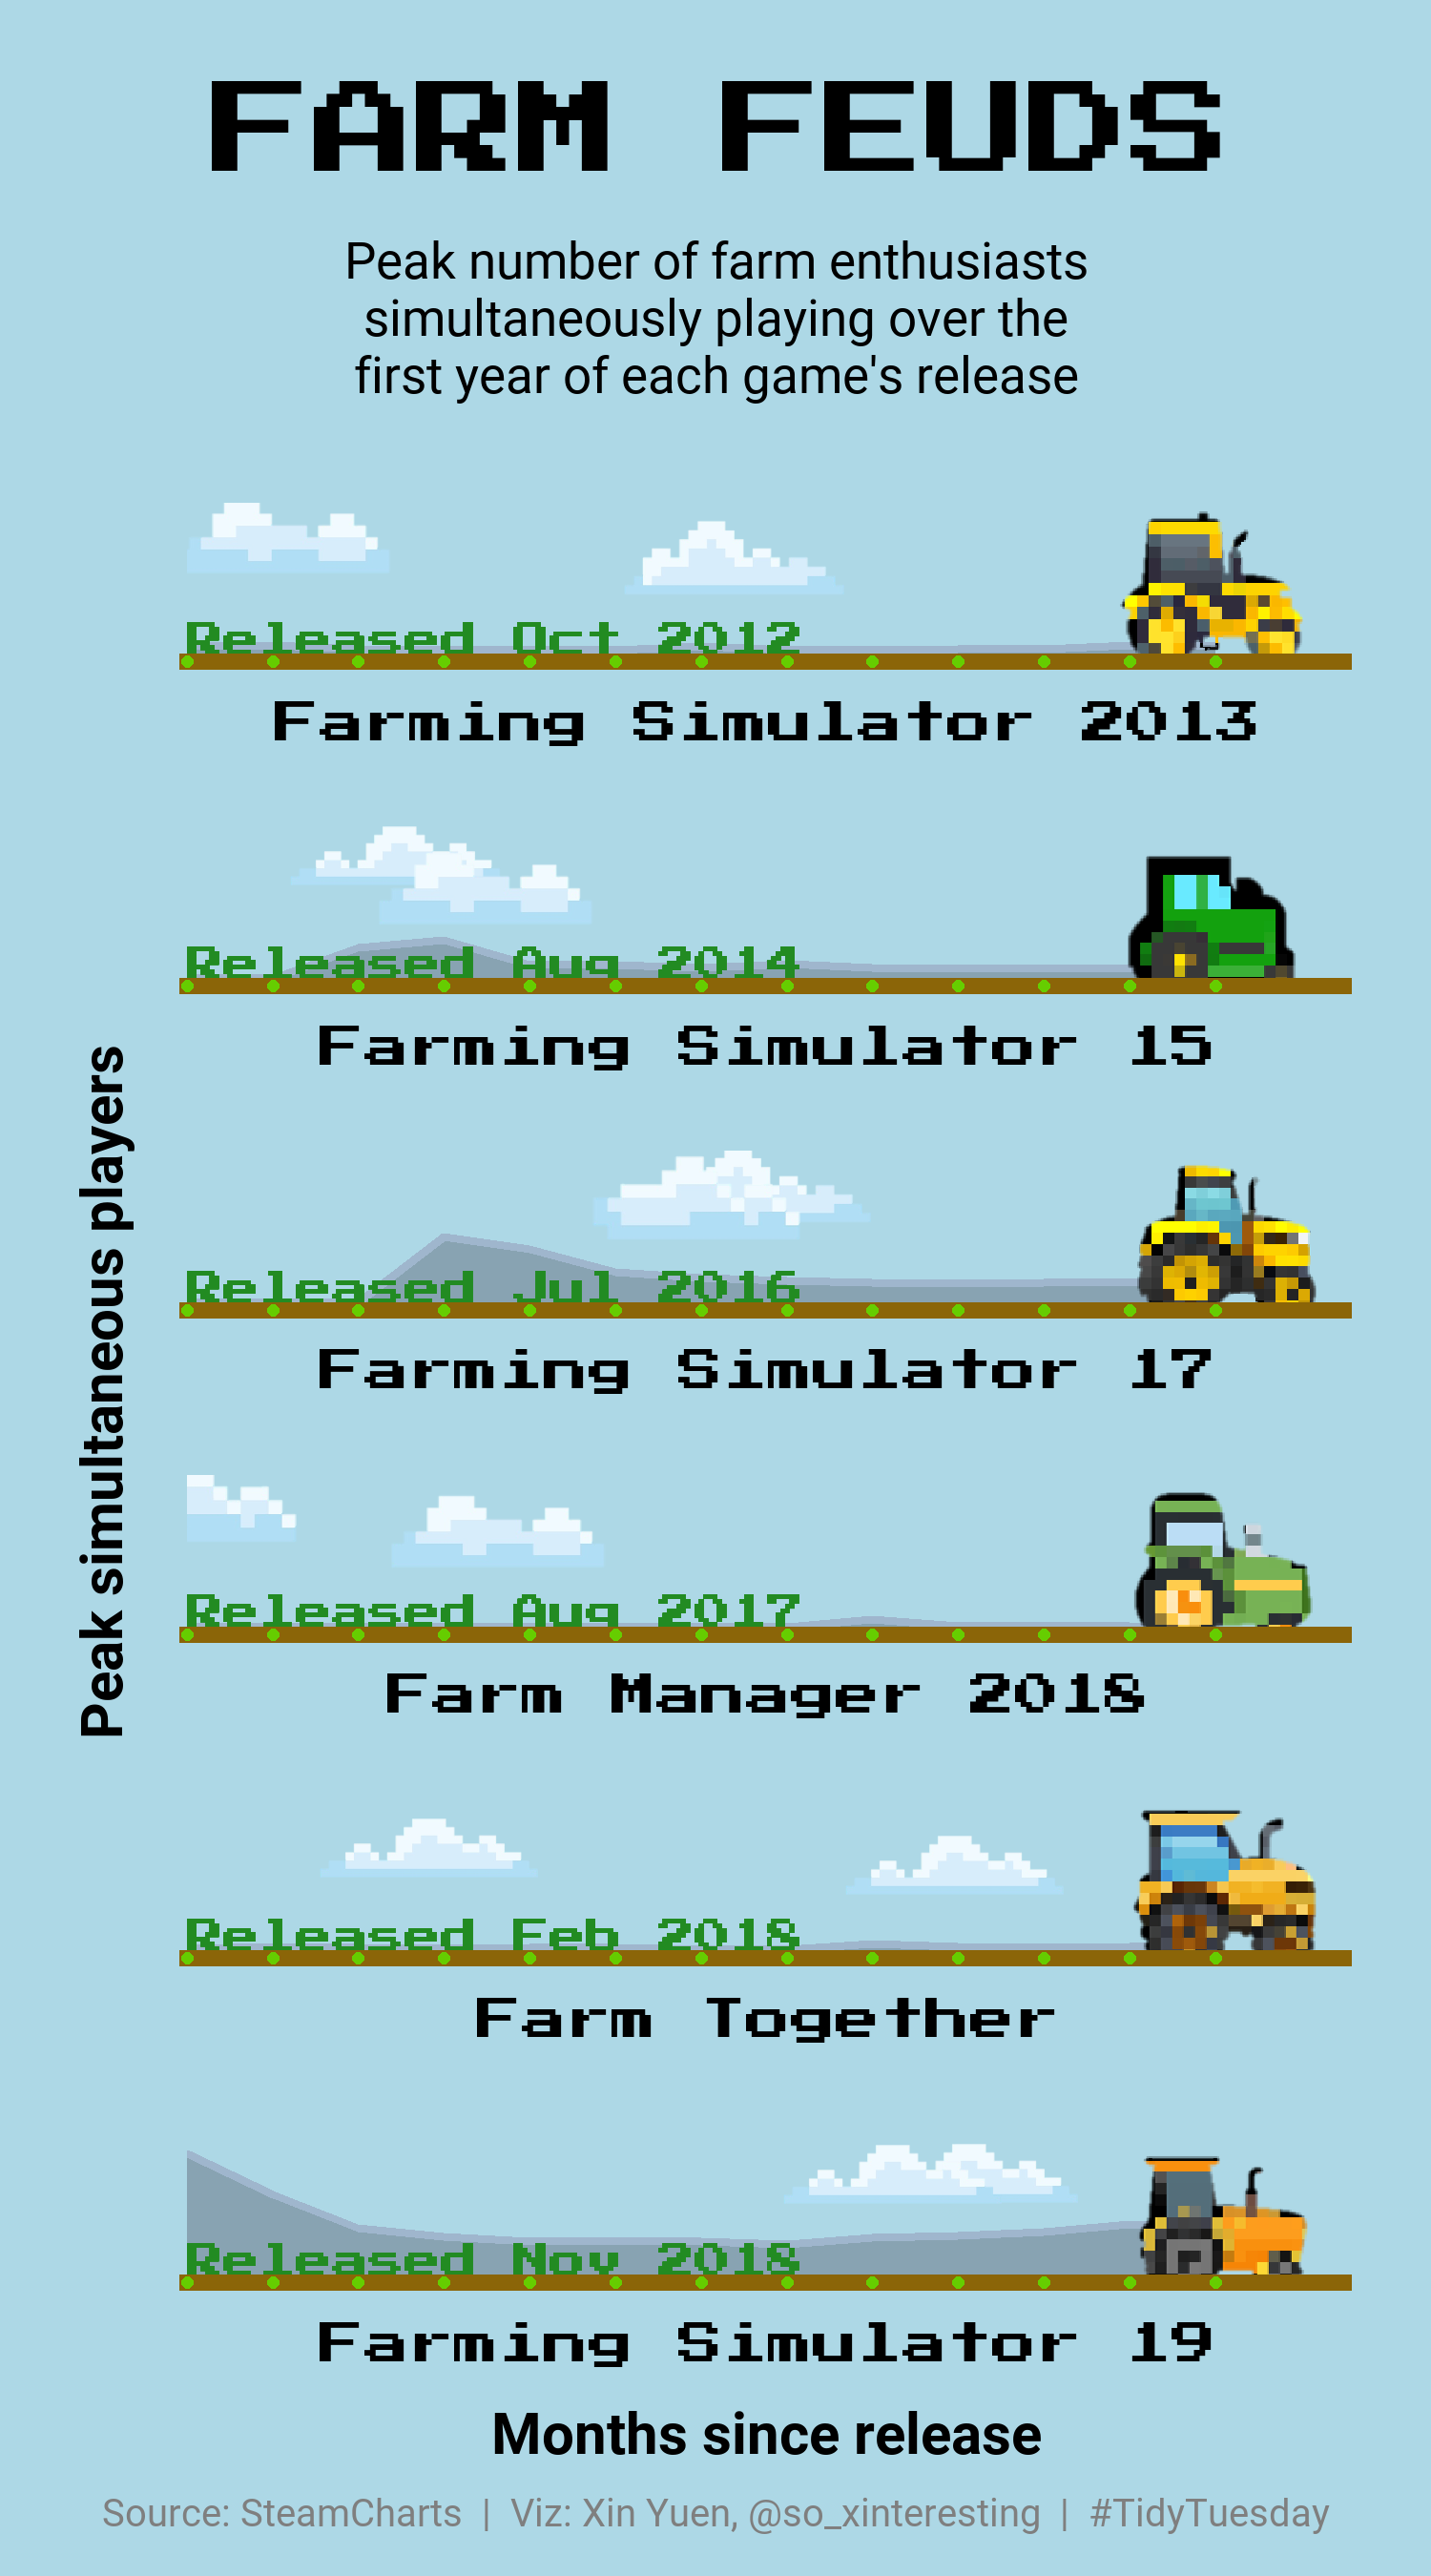 FARM FEUDS
Peak number of farm enthusiasts
simultaneously playing over the
first year of each game's release
Peak simultaneous players
Released Oct 2012
Farming Simulator 2013
Released Aug 2014
Farming Simulator 15
Released Jul 2016
Farming Simulator 17
Released Aug 2017
Farm Manager 2018
Released Feb 2018
Farm Together
Released Nov 2018
Farming Simulator 19
Months since release
Source: SteamCharts | Viz: Xin Yuen, @so_xinteresting | #TidyTuesday